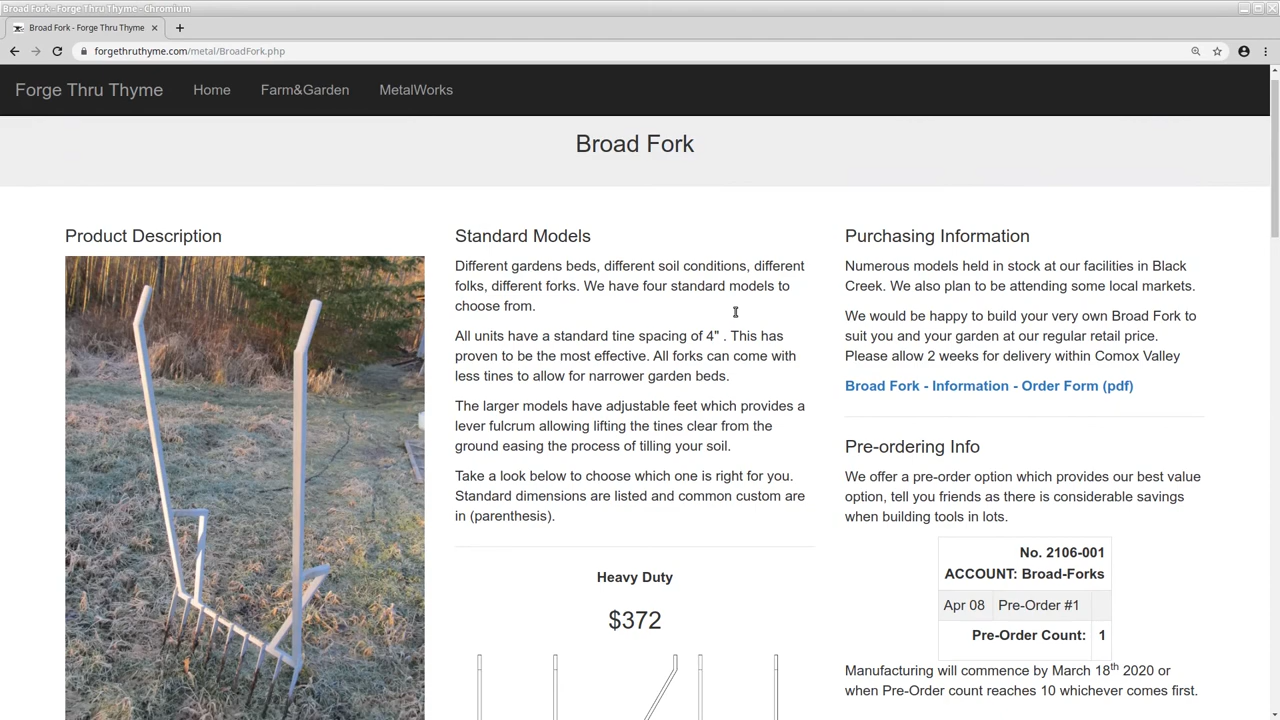 Broad Fork - Forge Thru Thyme - Chromium
Broad Fork - Forge Thru Thyme
forgethruthyme.com/metal/BroadFork.php
Forge Thru Thyme Home Farm&Garden MetalWorks
Broad Fork
Product Description
Standard Models
Different gardens beds, different soil conditions, different
folks, different forks. We have four standard models to
choose from.
All units have a standard tine spacing of 4" . This has
proven to be the most effective. All forks can come with
less tines to allow for narrower garden beds.
The larger models have adjustable feet which provides a
lever fulcrum allowing lifting the tines clear from the
ground easing the process of tilling your soil.
Take a look below to choose which one is right for you.
Standard dimensions are listed and common custom are
in (parenthesis).
Heavy Duty
$372
Purchasing Information
Numerous models held in stock at our facilities in Black
Creek. We also plan to be attending some local markets.
We would be happy to build your very own Broad Fork to
suit you and your garden at our regular retail price.
Please allow 2 weeks for delivery within Comox Valley
Broad Fork - Information - Order Form (pdf)
Pre-ordering Info
We offer a pre-order option which provides our best value
option, tell you friends as there is considerable savings
when building tools in lots.
No. 2106-001
ACCOUNT: Broad-Forks
Apr 08 Pre-Order #1
Pre-Order Count: 1
Manufacturing will commence by March 18th 2020 or
when Pre-Order count reaches 10 whichever comes first.